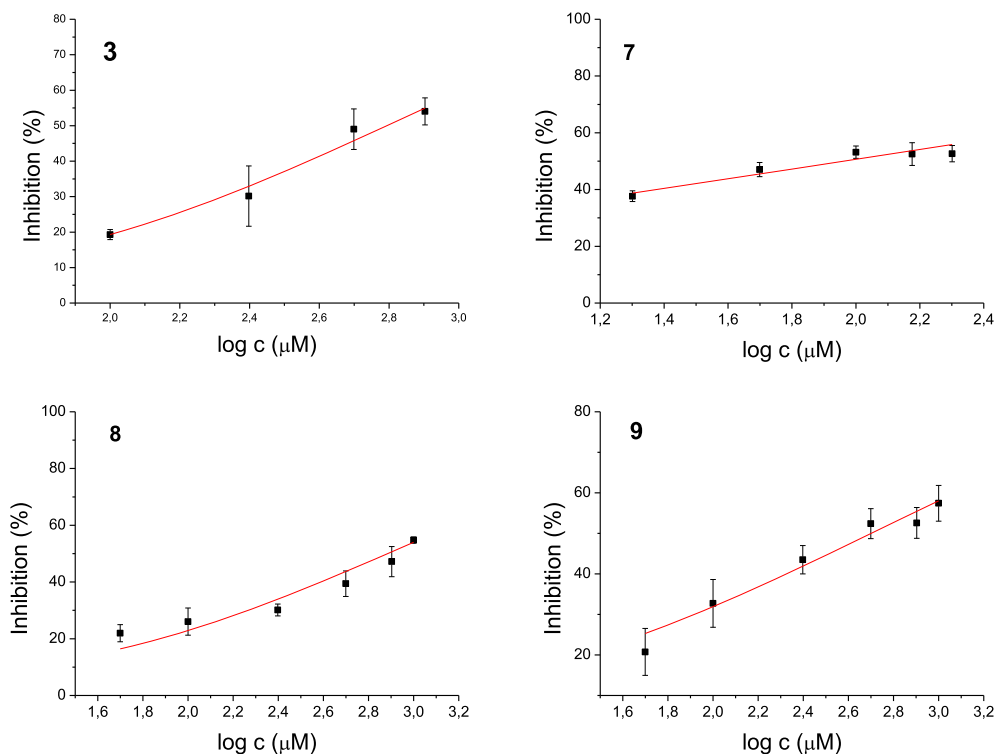 3
Inhibition (%)
80
70
60
50
40
30
20
10
0
2,0 2,2 2,4 2,6 2,8 3,0
log c (μM)
7
Inhibition (%)
100
80
60
40
20
0
1,2 1,4 1,6 1,8 2,0 2,2 2,4
log c (μM)
8
Inhibition (%)
100
80
60
40
20
0
1,6 1,8 2,0 2,2 2,4 2,6 2,8 3,0 3,2
log c (μM)
9
Inhibition (%)
80
60
40
20
1,6 1,8 2,0 2,2 2,4 2,6 2,8 3,0 3,2
log c (μM)